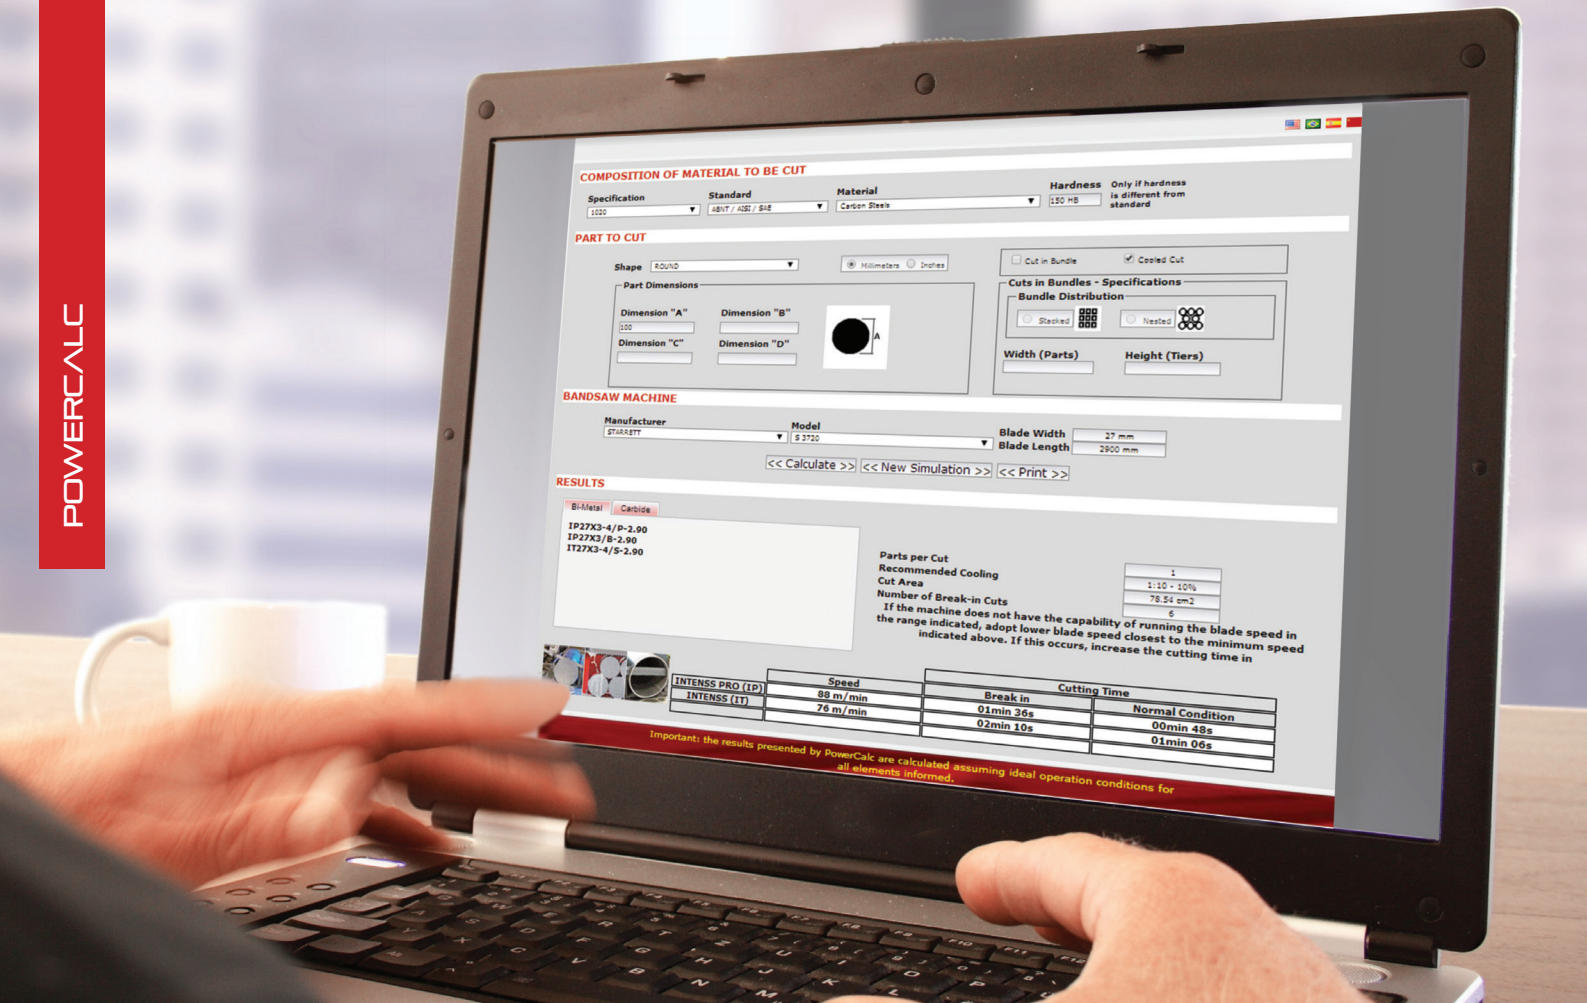 POWERCALC
COMPOSITION OF MATERIAL TO BE CUT
Specification
Standard
Material
Hardness
Only if hardness
is different from
standard
1020
ABNT / AISI / SAE
Carbon Steels
150 HB
PART TO CUT
Shape
ROUND
Millimeters
Inches
Cut in Bundle
Cooled Cut
Part Dimensions
Dimension "A"
Dimension "B"
100
Dimension "C"
Dimension "D"
A
Cuts in Bundles - Specifications
Bundle Distribution
Stacked
Nested
Width (Parts)
Height (Tiers)
BANDSAW MACHINE
Manufacturer
Model
STARRETT
S 3720
Blade Width
27 mm
Blade Length
2900 mm
<< Calculate >>
<< New Simulation >>
<< Print >>
RESULTS
Bi-Metal
Carbide
IP27X3-4/P-2.90
IP27X3/B-2.90
IT27X3-4/S-2.90
Parts per Cut
1
Recommended Cooling
1:10 - 10%
Cut Area
78.54 cm2
Number of Break-in Cuts
6
If the machine does not have the capability of running the blade speed in
the range indicated, adopt lower blade speed closest to the minimum speed
indicated above. If this occurs, increase the cutting time in
Speed
Cutting Time
Break in
Normal Condition
INTENSS PRO (IP)
88 m/min
01min 36s
00min 48s
INTENSS (IT)
76 m/min
02min 10s
01min 06s
Important: the results presented by PowerCalc are calculated assuming ideal operation conditions for
all elements informed.